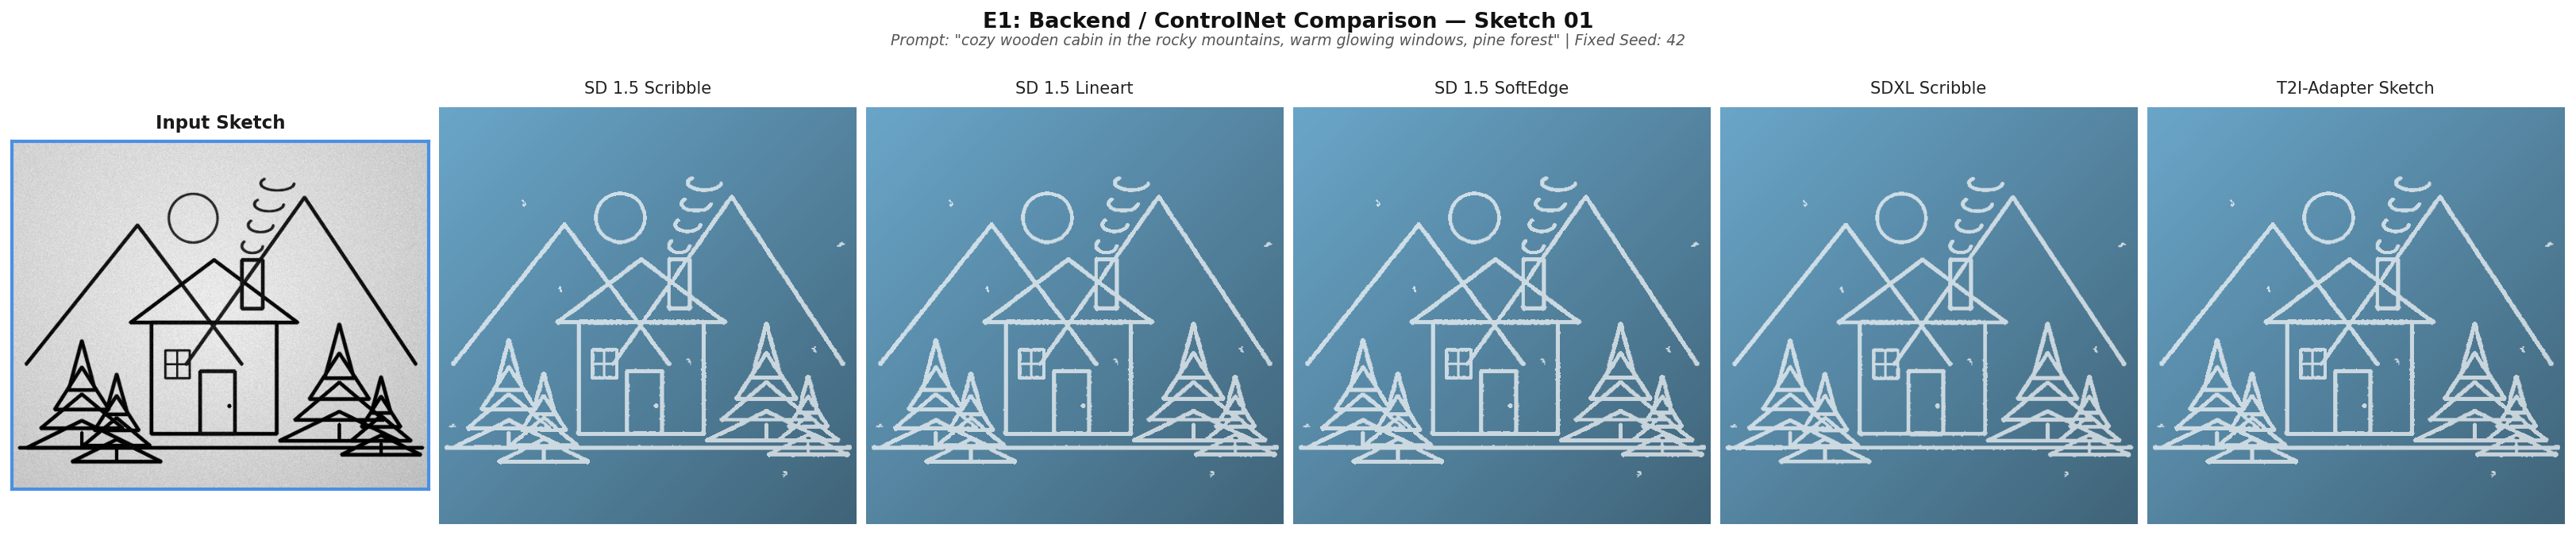 E1: Backend / ControlNet Comparison — Sketch 01
Prompt: "cozy wooden cabin in the rocky mountains, warm glowing windows, pine forest" | Fixed Seed: 42
Input Sketch
SD 1.5 Scribble
SD 1.5 Lineart
SD 1.5 SoftEdge
SDXL Scribble
T2I-Adapter Sketch